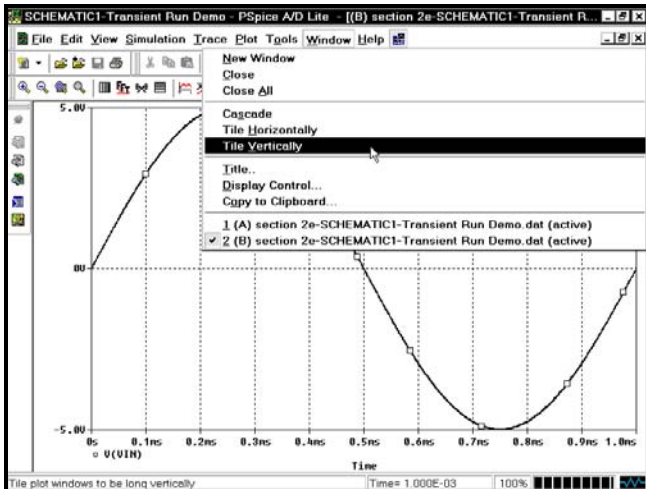 SCHEMATIC1-Transient Run Demo - PSpice A/D Lite - [(B) section 2e-SCHEMATIC1-Transient R...
File Edit View Simulation Trace Plot Tools Window Help
New Window
Close
Close All
Cascade
Tile Horizontally
Tile Vertically
Title..
Display Control...
Copy to Clipboard...
1 (A) section 2e-SCHEMATIC1-Transient Run Demo.dat (active)
2 (B) section 2e-SCHEMATIC1-Transient Run Demo.dat (active)
5.0V
0V
-5.0V
0s 0.1ms 0.2ms 0.3ms 0.4ms 0.5ms 0.6ms 0.7ms 0.8ms 0.9ms 1.0ms
V(VIN)
Time
Tile plot windows to be long vertically Time= 1.000E-03 100%